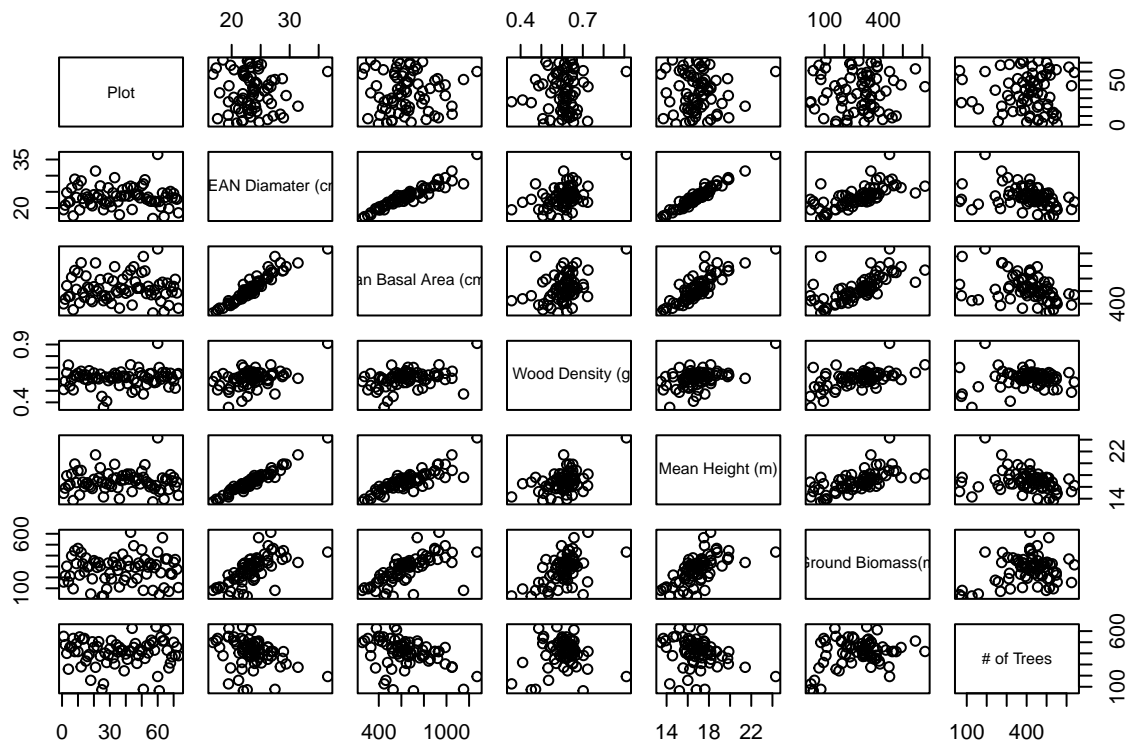 20 30
0.4 0.7
100 400
Plot
0 50
20 35
EAN Diamater (cr
an Basal Area (cm
400
0.4 0.9
Wood Density (g
Mean Height (m)
14 22
100 600
Ground Biomass(m
# of Trees
100 600
0 30 60
400 1000
14 18 22
100 400